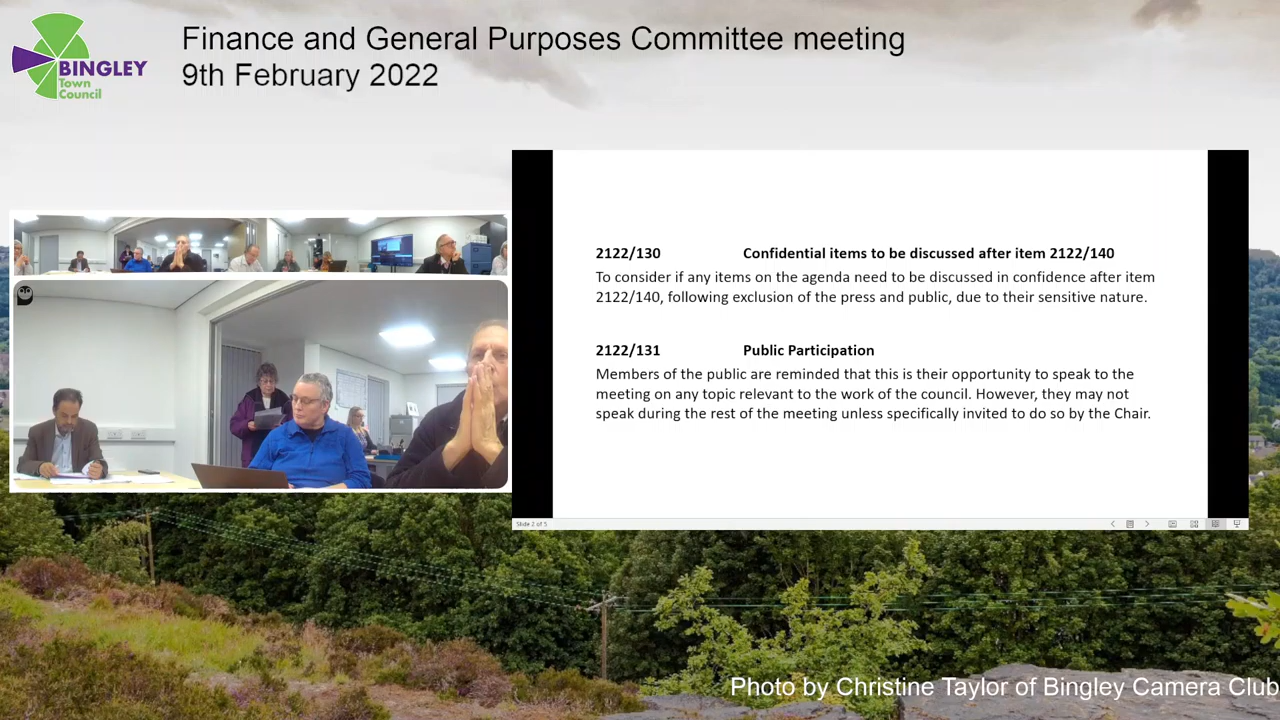 BINGLEY
Town
Council
Finance and General Purposes Committee meeting
9th February 2022
2122/130 Confidential items to be discussed after item 2122/140
To consider if any items on the agenda need to be discussed in confidence after item
2122/140, following exclusion of the press and public, due to their sensitive nature.
2122/131 Public Participation
Members of the public are reminded that this is their opportunity to speak to the
meeting on any topic relevant to the work of the council. However, they may not
speak during the rest of the meeting unless specifically invited to do so by the Chair.
Slide 2 of 5
Photo by Christine Taylor of Bingley Camera Club